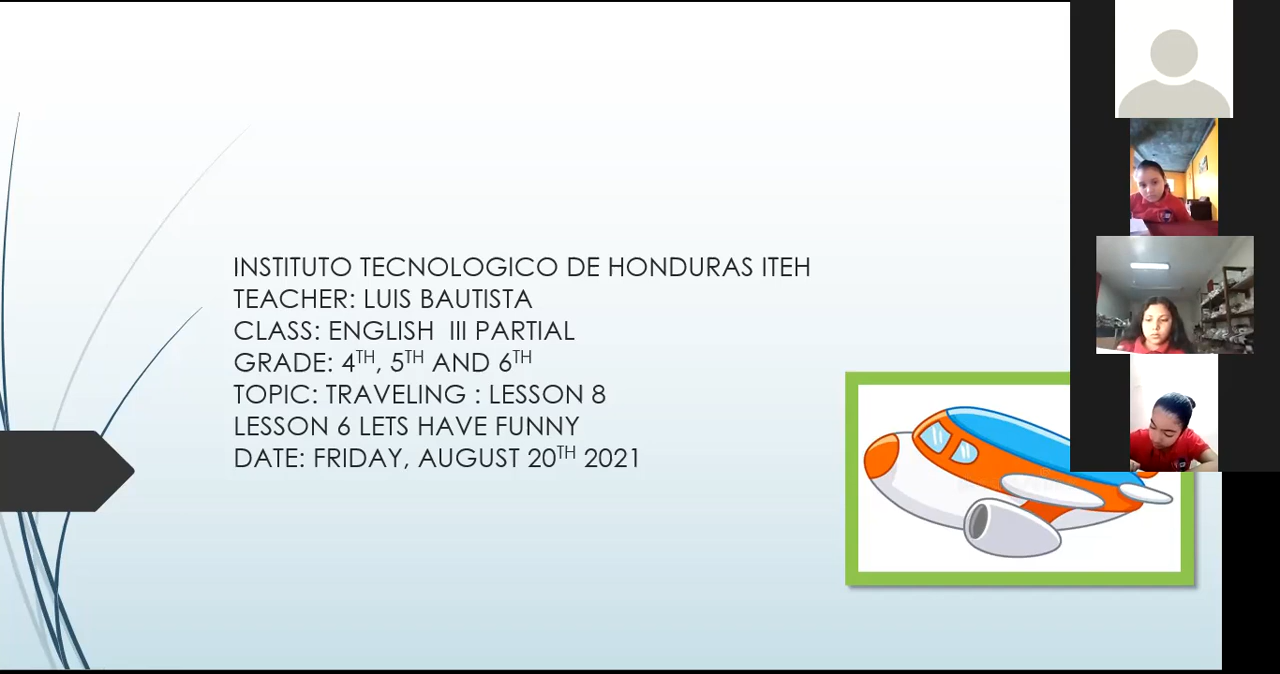 INSTITUTO TECNOLOGICO DE HONDURAS ITEH
TEACHER: LUIS BAUTISTA
CLASS: ENGLISH III PARTIAL
GRADE: 4TH, 5TH AND 6TH
TOPIC: TRAVELING : LESSON 8
LESSON 6 LETS HAVE FUNNY
DATE: FRIDAY, AUGUST 20TH 2021